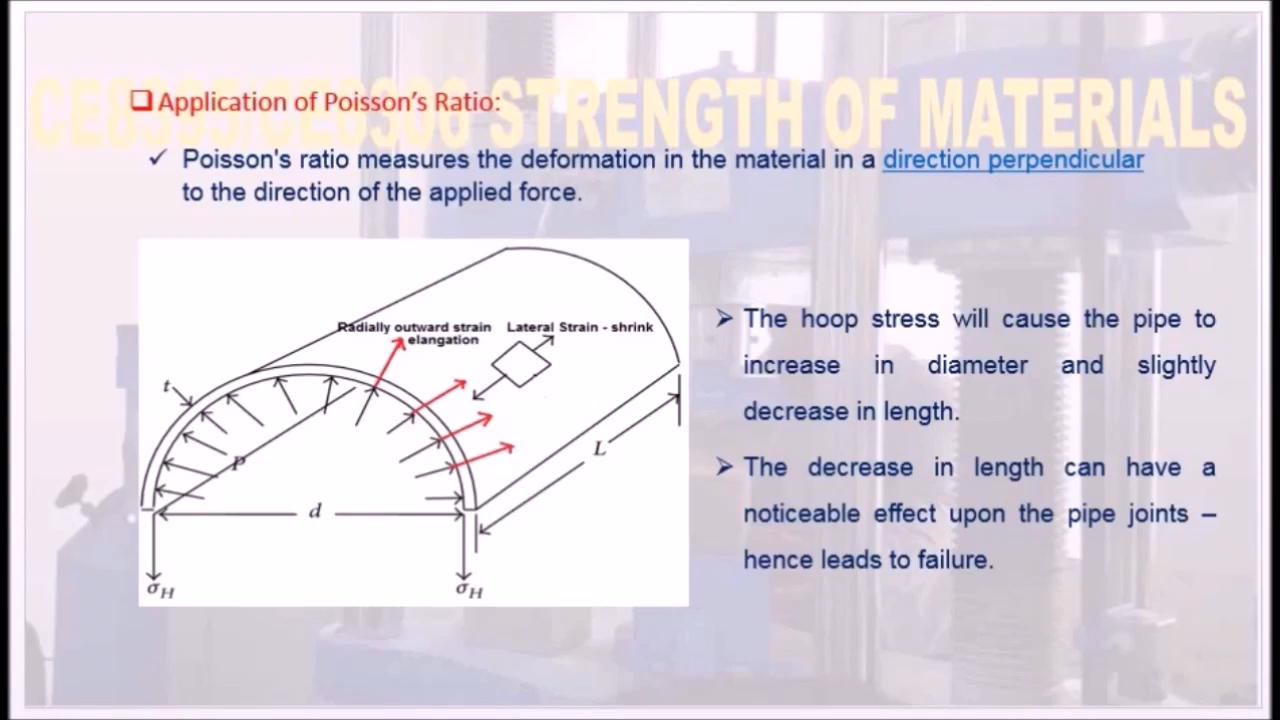 CE8395/CE6306 STRENGTH OF MATERIALS
❑Application of Poisson's Ratio:
✓ Poisson's ratio measures the deformation in the material in a direction perpendicular
to the direction of the applied force.
Radially outward strain
elangation
Lateral Strain - shrink
t
p
d
L
σH
σH
➢ The hoop stress will cause the pipe to
increase in diameter and slightly
decrease in length.
➢ The decrease in length can have a
noticeable effect upon the pipe joints –
hence leads to failure.